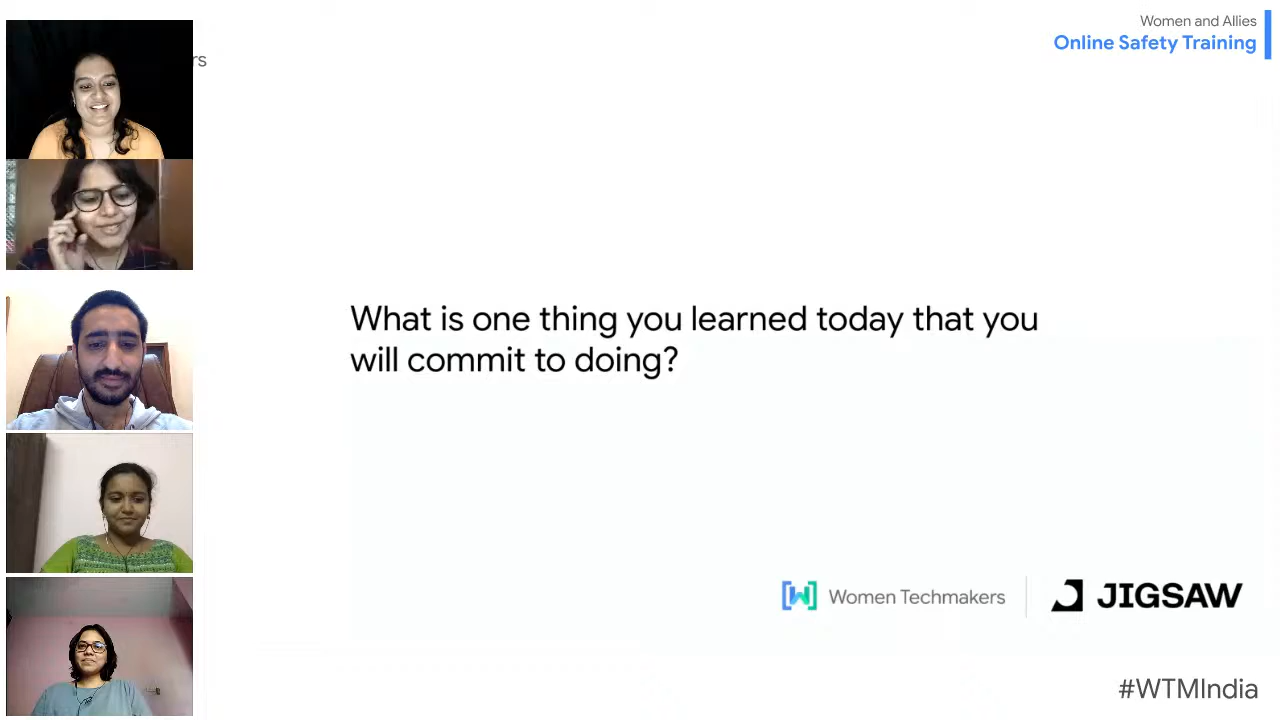 Women and Allies
Online Safety Training
rs
What is one thing you learned today that you
will commit to doing?
Women Techmakers
JIGSAW
#WTMIndia